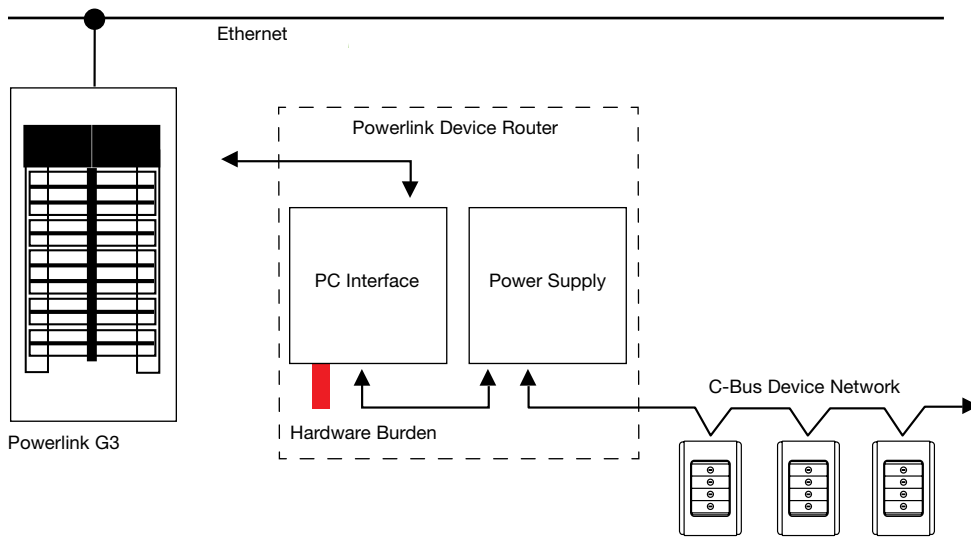 Ethernet
Powerlink Device Router
PC Interface
Power Supply
C-Bus Device Network
Hardware Burden
Powerlink G3